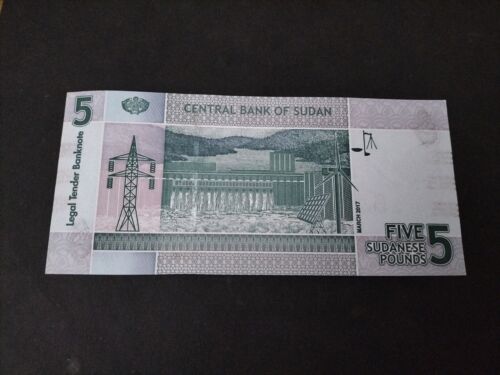 5
CENTRAL BANK OF SUDAN
Legal Tender Banknote
MARCH 2017
FIVE
SUDANESE
POUNDS
5